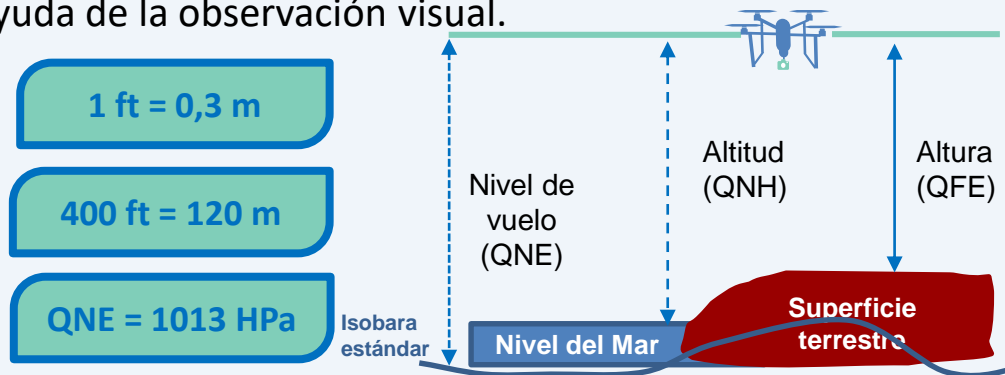 yuda de la observación visual.
1 ft = 0,3 m
400 ft = 120 m
QNE = 1013 HPa
Isobara
estándar
Nivel de
vuelo
(QNE)
Altitud
(QNH)
Altura
(QFE)
Nivel del Mar
Superficie
terrestre